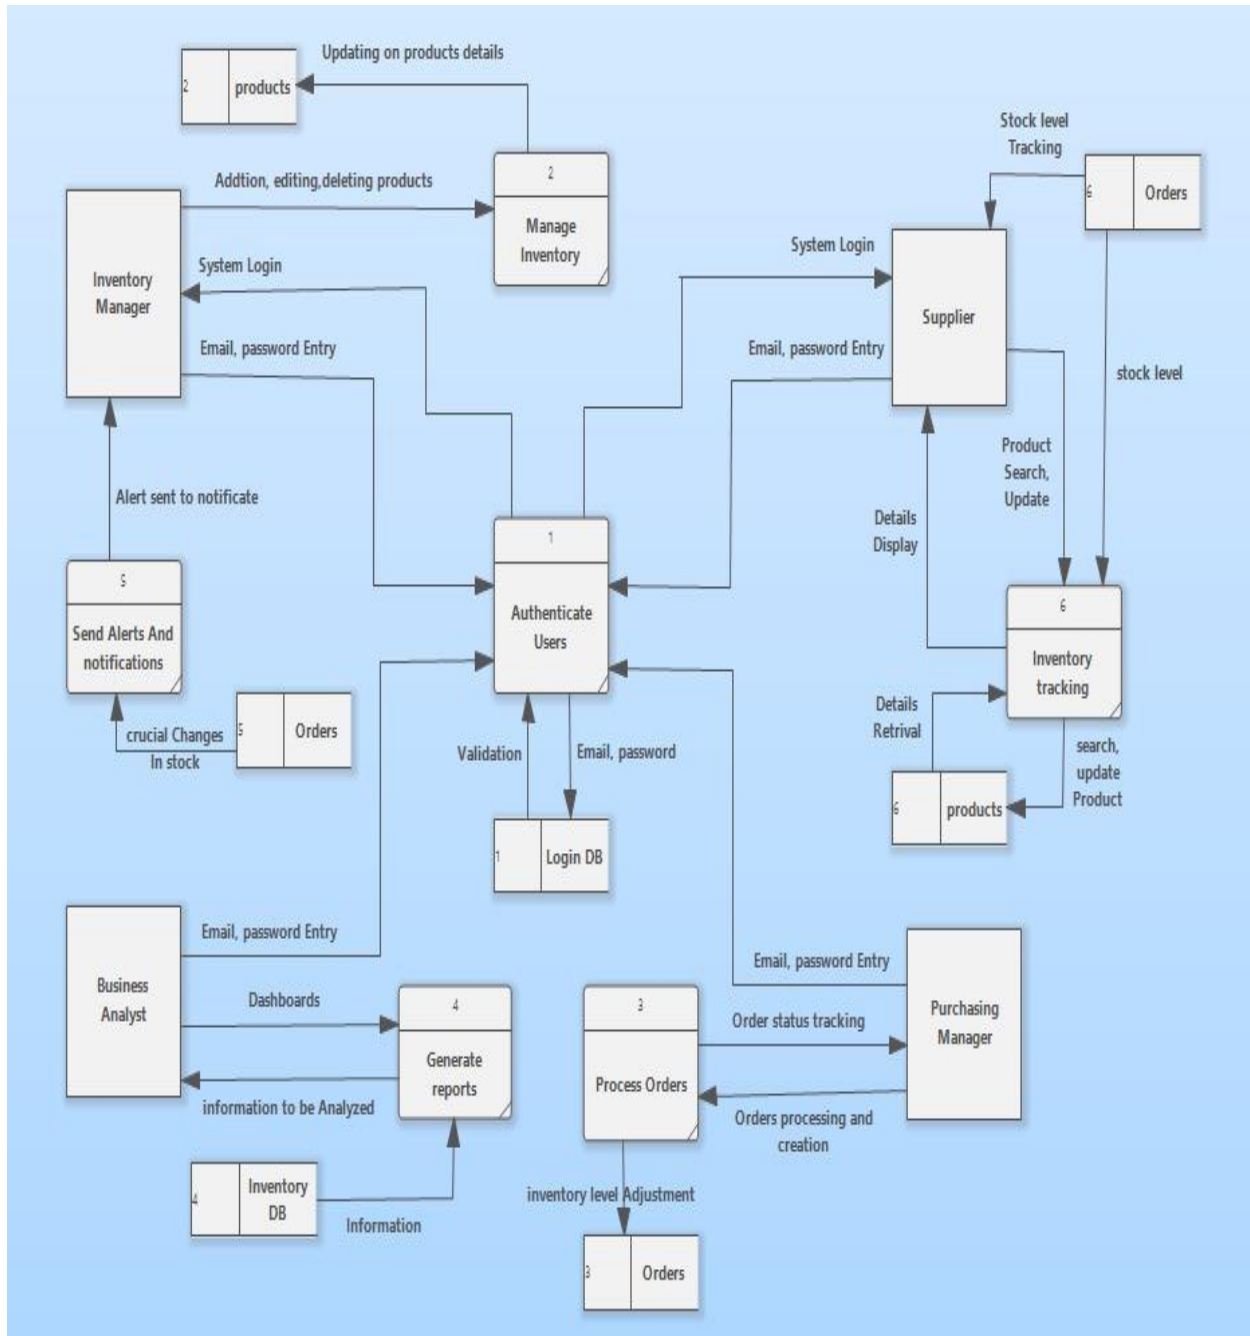 Updating on products details
2
products
Stock level
Tracking
6
Orders
2
Manage
Inventory
Addtion, editing,deleting products
System Login
Inventory
Manager
Email, password Entry
System Login
Supplier
Email, password Entry
stock level
Product
Search,
Update
Details
Display
Alert sent to notificate
5
Send Alerts And
notifications
1
Authenticate
Users
6
Inventory
tracking
5
Orders
crucial Changes
In stock
Validation
Email, password
Details
Retrival
search,
update
Product
6
products
1
Login DB
Business
Analyst
Email, password Entry
Dashboards
4
Generate
reports
information to be Analyzed
4
Inventory
DB
Information
3
Process Orders
Email, password Entry
Order status tracking
Purchasing
Manager
Orders processing and
creation
inventory level Adjustment
3
Orders